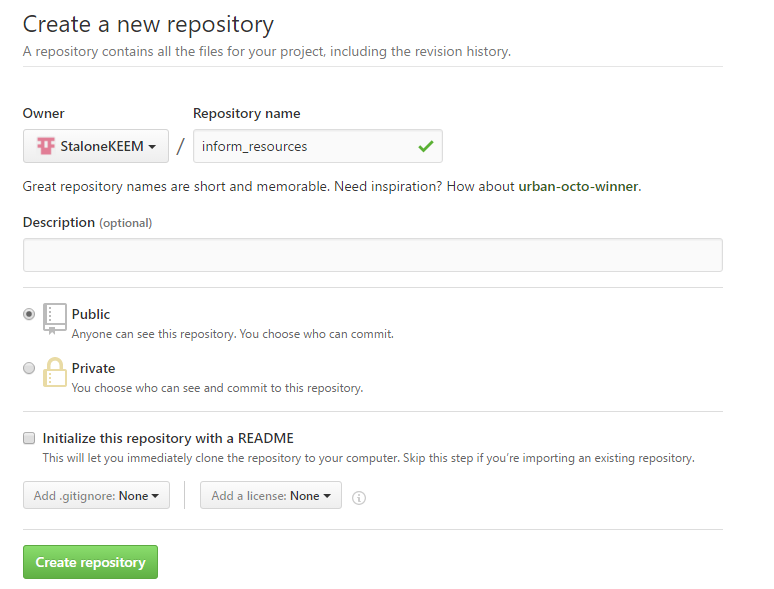 Create a new repository
A repository contains all the files for your project, including the revision history.
Owner
Repository name
StaloneKEEM
/
inform_resources
Great repository names are short and memorable. Need inspiration? How about urban-octo-winner.
Description (optional)
Public
Anyone can see this repository. You choose who can commit.
Private
You choose who can see and commit to this repository.
Initialize this repository with a README
This will let you immediately clone the repository to your computer. Skip this step if you're importing an existing repository.
Add .gitignore: None
Add a license: None
Create repository